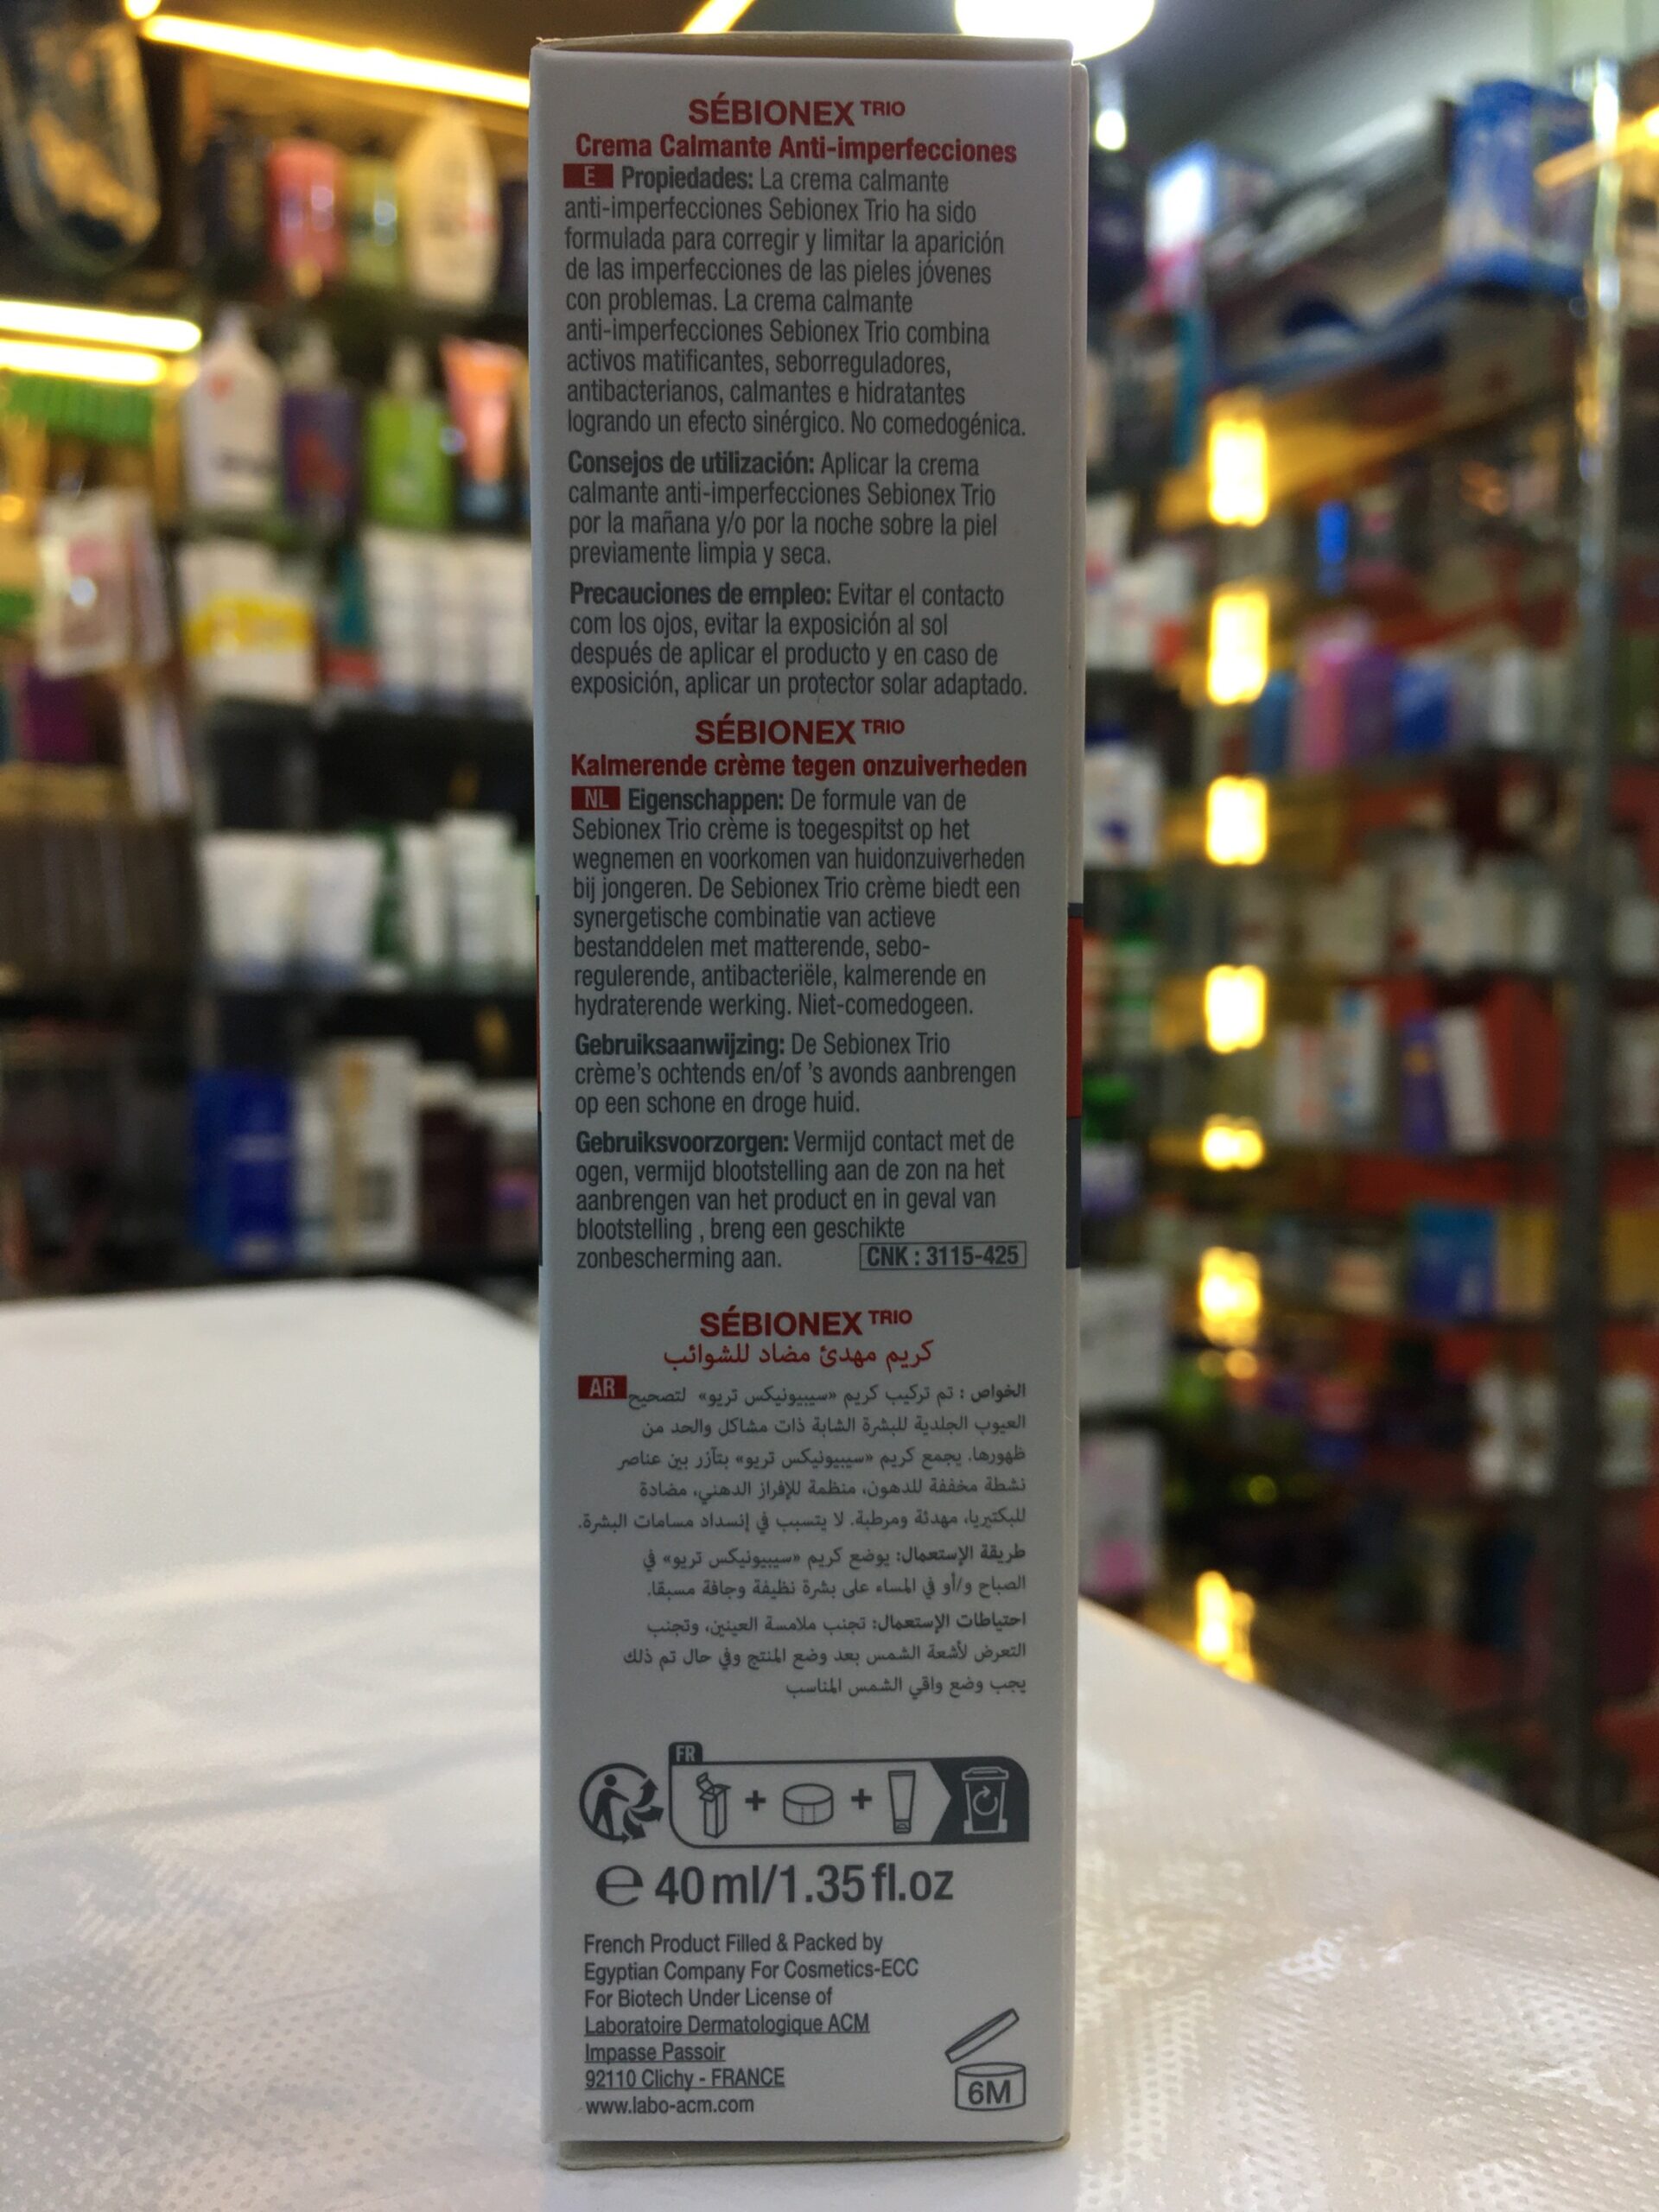 SÉBIONEX TRIO
Crema Calmante Anti-imperfecciones
E Propiedades: La crema calmante
anti-imperfecciones Sebionex Trio ha sido
formulada para corregir y limitar la aparición
de las imperfecciones de las pieles jóvenes
con problemas. La crema calmante
anti-imperfecciones Sebionex Trio combina
activos matificantes, seborreguladores,
antibacterianos, calmantes e hidratantes
logrando un efecto sinérgico. No comedogénica.
Consejos de utilización: Aplicar la crema
calmante anti-imperfecciones Sebionex Trio
por la mañana y/o por la noche sobre la piel
previamente limpia y seca.
Precauciones de empleo: Evitar el contacto
com los ojos, evitar la exposición al sol
después de aplicar el producto y en caso de
exposición, aplicar un protector solar adaptado.
SÉBIONEX TRIO
Kalmerende crème tegen onzuiverheden
NL Eigenschappen: De formule van de
Sebionex Trio crème is toegespitst op het
wegnemen en voorkomen van huidonzuiverheden
bij jongeren. De Sebionex Trio crème biedt een
synergetische combinatie van actieve
bestanddelen met matterende, sebo-
regulerende, antibacteriële, kalmerende en
hydraterende werking. Niet-comedogeen.
Gebruiksaanwijzing: De Sebionex Trio
crème's ochtends en/of 's avonds aanbrengen
op een schone en droge huid.
Gebruiksvoorzorgen: Vermijd contact met de
ogen, vermijd blootstelling aan de zon na het
aanbrengen van het product en in geval van
blootstelling , breng een geschikte
zonbescherming aan. CNK : 3115-425
SÉBIONEX TRIO
كريم مهدئ مضاد للشوائب
AR الخواص : تم تركيب كريم «سيبيونيكس تريو» لتصحيح
العيوب الجلدية للبشرة الشابة ذات مشاكل والحد من
ظهورها. يجمع كريم «سيبيونيكس تريو» بتآزر بين عناصر
نشطة مخففة للدهون، منظمة للإفراز الدهني، مضادة
للبكتيريا، مهدئة ومرطبة. لا يتسبب في إنسداد مسامات البشرة.
طريقة الإستعمال: يوضع كريم «سيبيونيكس تريو» في
الصباح و/أو في المساء على بشرة نظيفة وجافة مسبقا.
احتياطات الإستعمال: تجنب ملامسة العينين، وتجنب
التعرض لأشعة الشمس بعد وضع المنتج وفي حال تم ذلك
يجب وضع واقي الشمس المناسب
FR
+ +
℮ 40 ml/1.35 fl.oz
French Product Filled & Packed by
Egyptian Company For Cosmetics-ECC
For Biotech Under License of
Laboratoire Dermatologique ACM
Impasse Passoir
92110 Clichy - FRANCE
www.labo-acm.com
6M